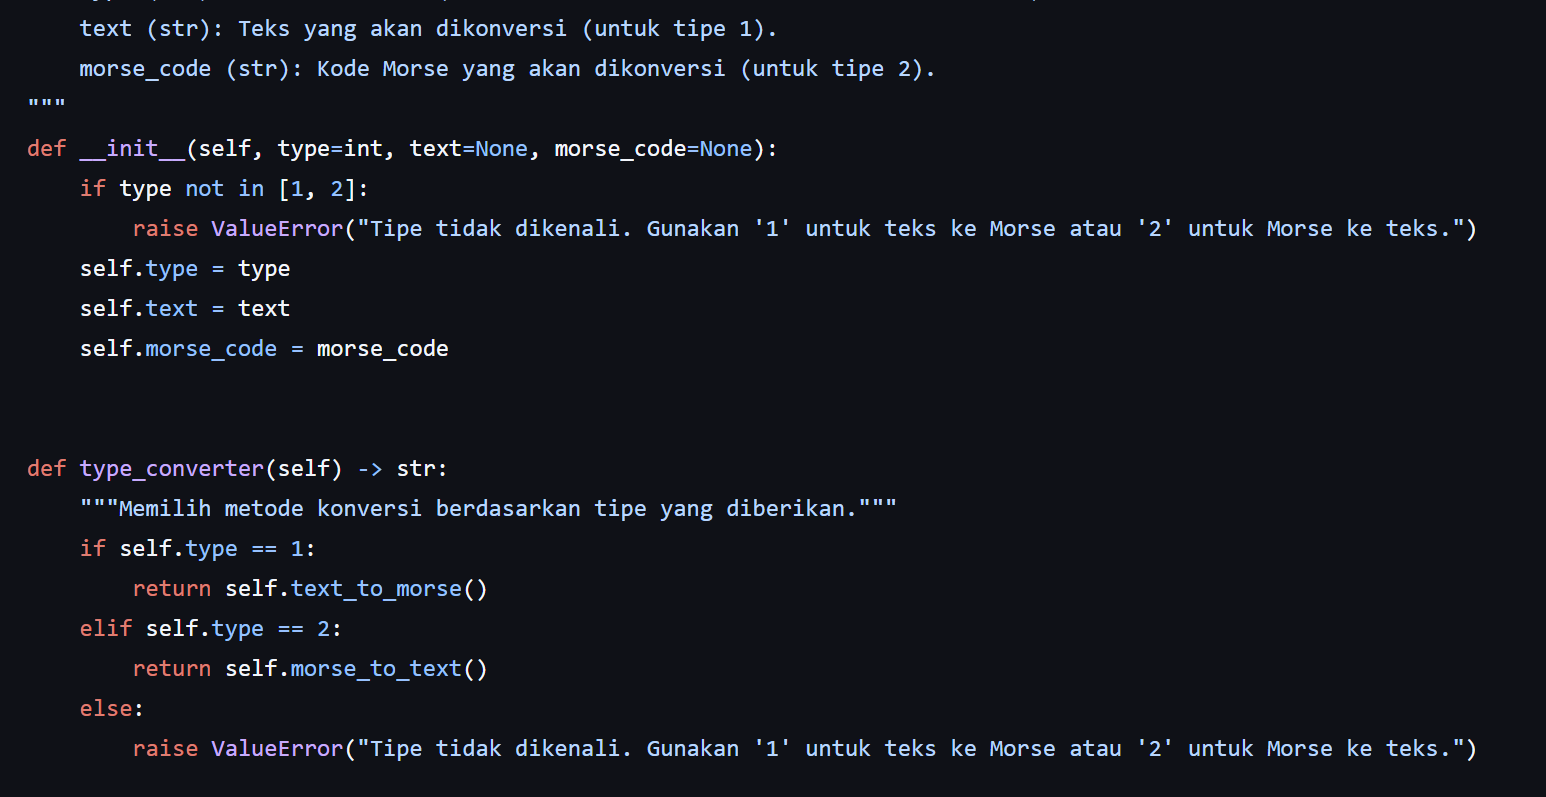 text (str): Teks yang akan dikonversi (untuk tipe 1).
morse_code (str): Kode Morse yang akan dikonversi (untuk tipe 2).
"""
def __init__(self, type=int, text=None, morse_code=None):
if type not in [1, 2]:
raise ValueError("Tipe tidak dikenali. Gunakan '1' untuk teks ke Morse atau '2' untuk Morse ke teks.")
self.type = type
self.text = text
self.morse_code = morse_code
def type_converter(self) -> str:
"""Memilih metode konversi berdasarkan tipe yang diberikan."""
if self.type == 1:
return self.text_to_morse()
elif self.type == 2:
return self.morse_to_text()
else:
raise ValueError("Tipe tidak dikenali. Gunakan '1' untuk teks ke Morse atau '2' untuk Morse ke teks.")